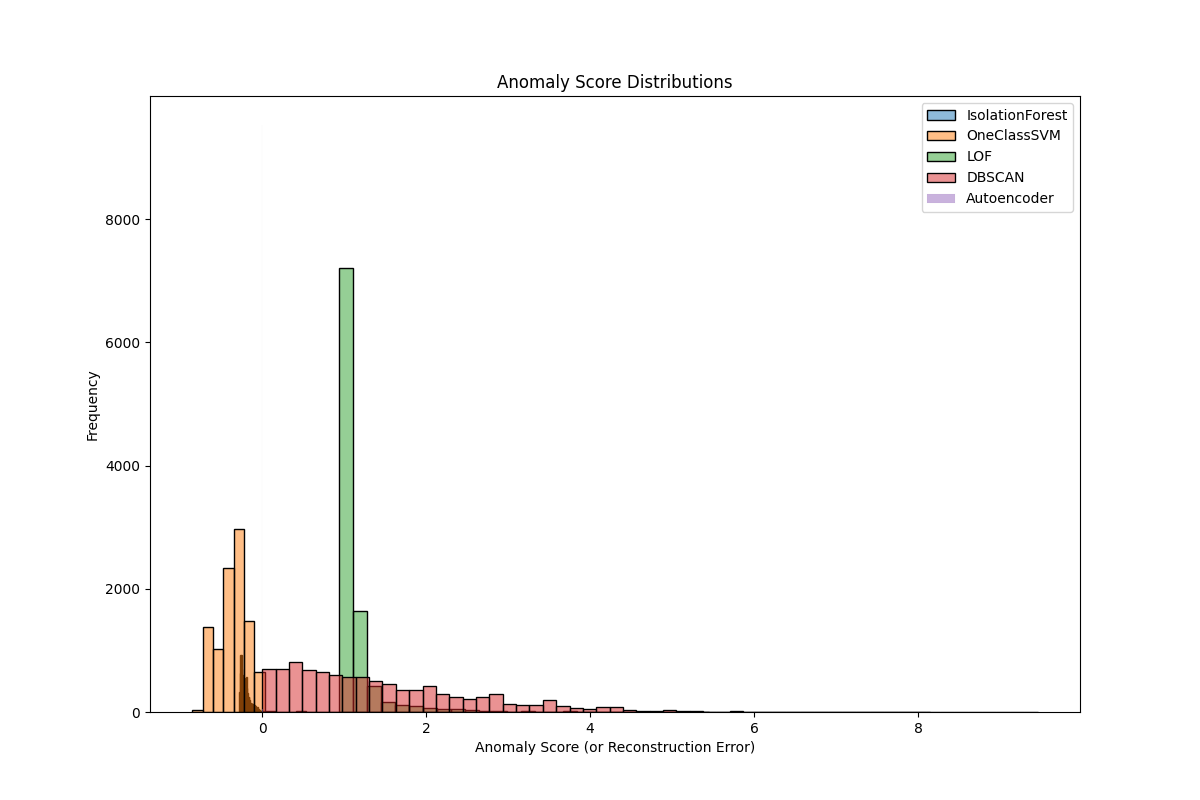 Anomaly Score Distributions
IsolationForest
OneClassSVM
LOF
DBSCAN
Autoencoder
8000
6000
4000
2000
0
Frequency
0 2 4 6 8
Anomaly Score (or Reconstruction Error)